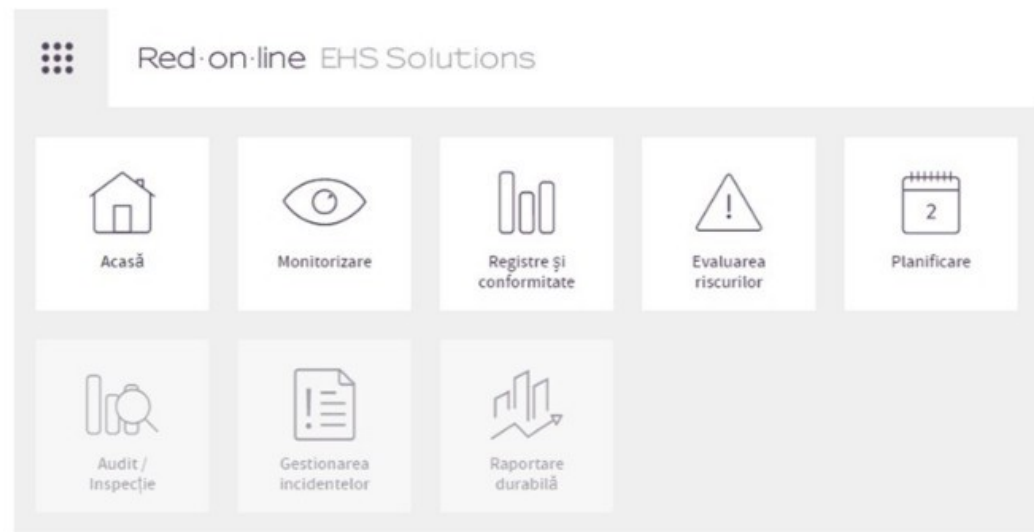 Red·on·line EHS Solutions
Acasă
Monitorizare
Registre și
conformitate
Evaluarea
riscurilor
2
Planificare
Audit /
Inspecție
Gestionarea
incidentelor
Raportare
durabilă